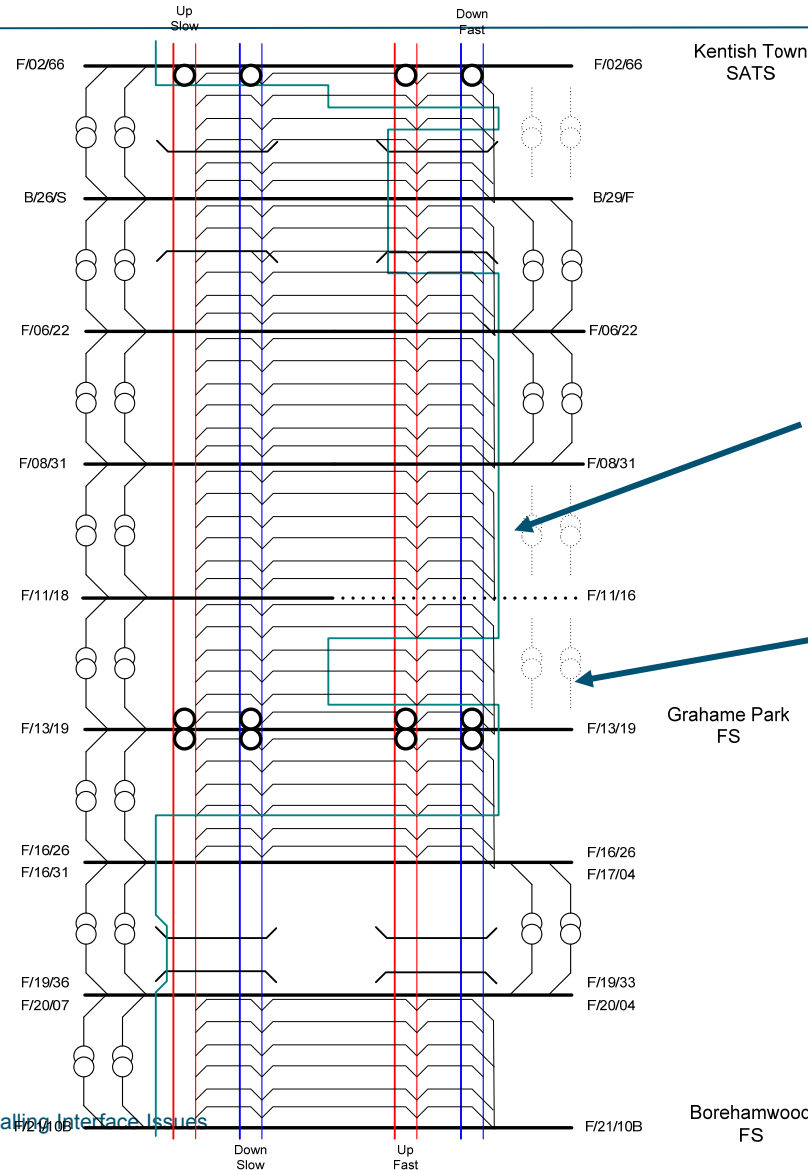 Up
Slow
Down
Fast
F/02/66
F/02/66
Kentish Town
SATS
B/26/S
B/29/F
F/06/22
F/06/22
F/08/31
F/08/31
F/11/18
F/11/16
Grahame Park
FS
F/13/19
F/13/19
F/16/26
F/16/26
F/16/31
F/17/04
F/19/36
F/19/33
F/20/07
F/20/04
Borehamwood
FS
alling Interface Issues
F/21/10B
F/21/10B
Down
Slow
Up
Fast